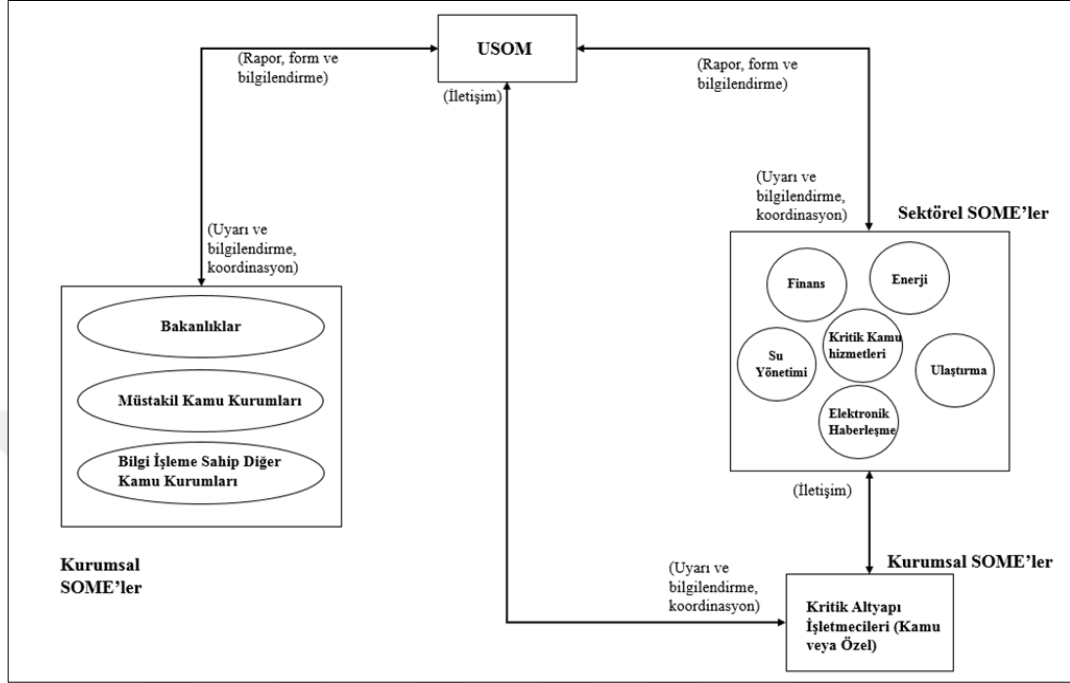 USOM
(Rapor, form ve
bilgilendirme)
(Rapor, form ve
bilgilendirme)
(İletişim)
(Uyarı ve
bilgilendirme,
koordinasyon)
(Uyarı ve
bilgilendirme,
koordinasyon)
Sektörel SOME’ler
Bakanlıklar
Müstakil Kamu Kurumları
Bilgi İşleme Sahip Diğer
Kamu Kurumları
Kurumsal
SOME’ler
Finans
Enerji
Kritik Kamu
hizmetleri
Su
Yönetimi
Ulaştırma
Elektronik
Haberleşme
(İletişim)
Kurumsal SOME’ler
(Uyarı ve
bilgilendirme,
koordinasyon)
Kritik Altyapı
İşletmecileri (Kamu
veya Özel)